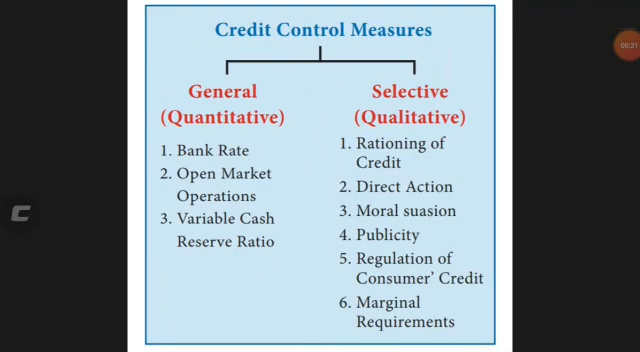 Credit Control Measures
General
(Quantitative)
1. Bank Rate
2. Open Market
Operations
3. Variable Cash
Reserve Ratio
Selective
(Qualitative)
1. Rationing of
Credit
2. Direct Action
3. Moral suasion
4. Publicity
5. Regulation of
Consumer’ Credit
6. Marginal
Requirements
00:31